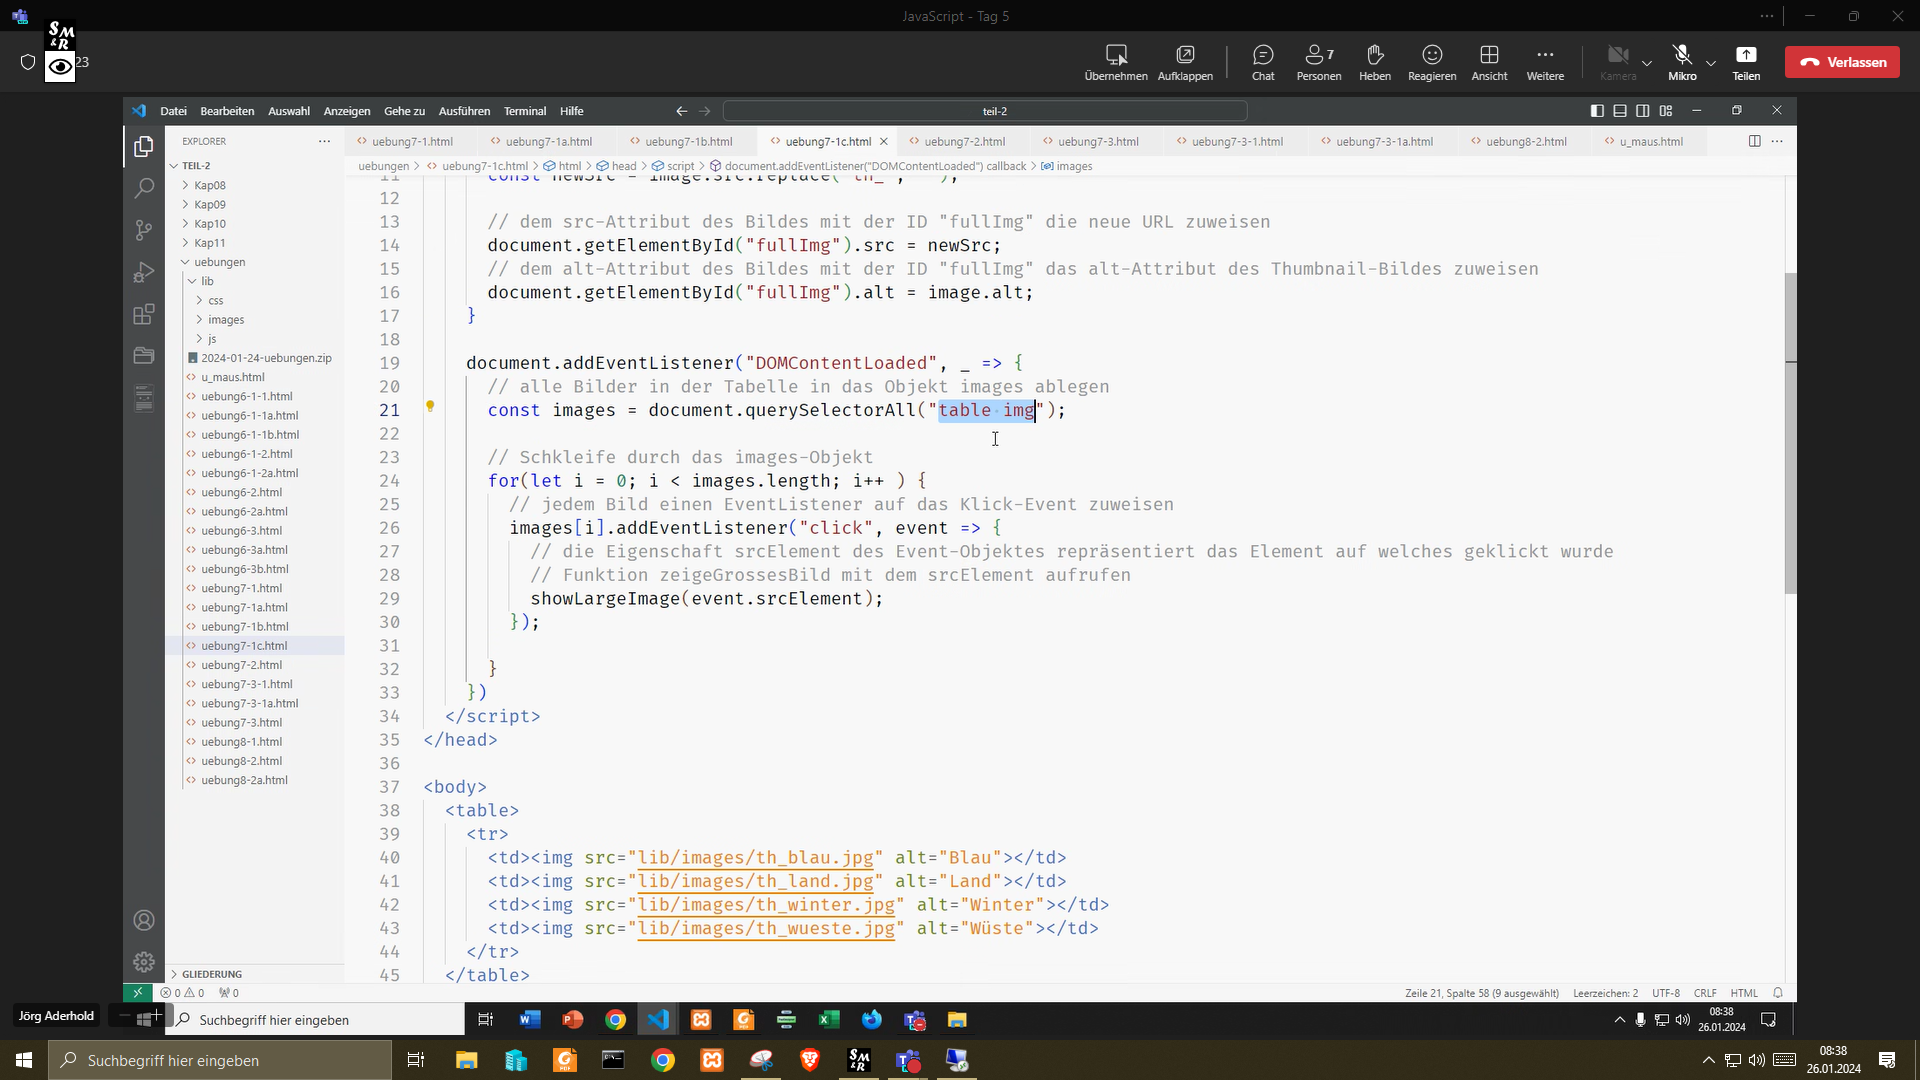 JavaScript - Tag 5
SM&R
23
Übernehmen
Aufklappen
Chat
7
Personen
Heben
Reagieren
Ansicht
Weitere
Kamera
Mikro
Teilen
Verlassen
Datei Bearbeiten Auswahl Anzeigen Gehe zu Ausführen Terminal Hilfe
teil-2
EXPLORER
uebung7-1.html
uebung7-1a.html
uebung7-1b.html
uebung7-1c.html
uebung7-2.html
uebung7-3.html
uebung7-3-1.html
uebung7-3-1a.html
uebung8-2.html
u_maus.html
uebungen > uebung7-1c.html > html > head > script > document.addEventListener("DOMContentLoaded") callback > images
TEIL-2
Kap08
Kap09
Kap10
Kap11
uebungen
lib
css
images
js
2024-01-24-uebungen.zip
u_maus.html
uebung6-1-1.html
uebung6-1-1a.html
uebung6-1-1b.html
uebung6-1-2.html
uebung6-1-2a.html
uebung6-2.html
uebung6-2a.html
uebung6-3.html
uebung6-3a.html
uebung6-3b.html
uebung7-1.html
uebung7-1a.html
uebung7-1b.html
uebung7-1c.html
uebung7-2.html
uebung7-3-1.html
uebung7-3-1a.html
uebung7-3.html
uebung8-1.html
uebung8-2.html
uebung8-2a.html
GLIEDERUNG
11 const newSrc = image.src.replace("th_", "");
12
13 // dem src-Attribut des Bildes mit der ID "fullImg" die neue URL zuweisen
14 document.getElementById("fullImg").src = newSrc;
15 // dem alt-Attribut des Bildes mit der ID "fullImg" das alt-Attribut des Thumbnail-Bildes zuweisen
16 document.getElementById("fullImg").alt = image.alt;
17 }
18
19 document.addEventListener("DOMContentLoaded", _ => {
20 // alle Bilder in der Tabelle in das Objekt images ablegen
21 const images = document.querySelectorAll("table img");
22
23 // Schkleife durch das images-Objekt
24 for(let i = 0; i < images.length; i++ ) {
25 // jedem Bild einen EventListener auf das Klick-Event zuweisen
26 images[i].addEventListener("click", event => {
27 // die Eigenschaft srcElement des Event-Objektes repräsentiert das Element auf welches geklickt wurde
28 // Funktion zeigeGrossesBild mit dem srcElement aufrufen
29 showLargeImage(event.srcElement);
30 });
31
32 }
33 })
34 </script>
35 </head>
36
37 <body>
38 <table>
39 <tr>
40 <td><img src="lib/images/th_blau.jpg" alt="Blau"></td>
41 <td><img src="lib/images/th_land.jpg" alt="Land"></td>
42 <td><img src="lib/images/th_winter.jpg" alt="Winter"></td>
43 <td><img src="lib/images/th_wueste.jpg" alt="Wüste"></td>
44 </tr>
45 </table>
0 0 0
Zeile 21, Spalte 58 (9 ausgewählt) Leerzeichen: 2 UTF-8 CRLF HTML
Jörg Aderhold
Suchbegriff hier eingeben
08:38
26.01.2024
Suchbegriff hier eingeben
08:38
26.01.2024